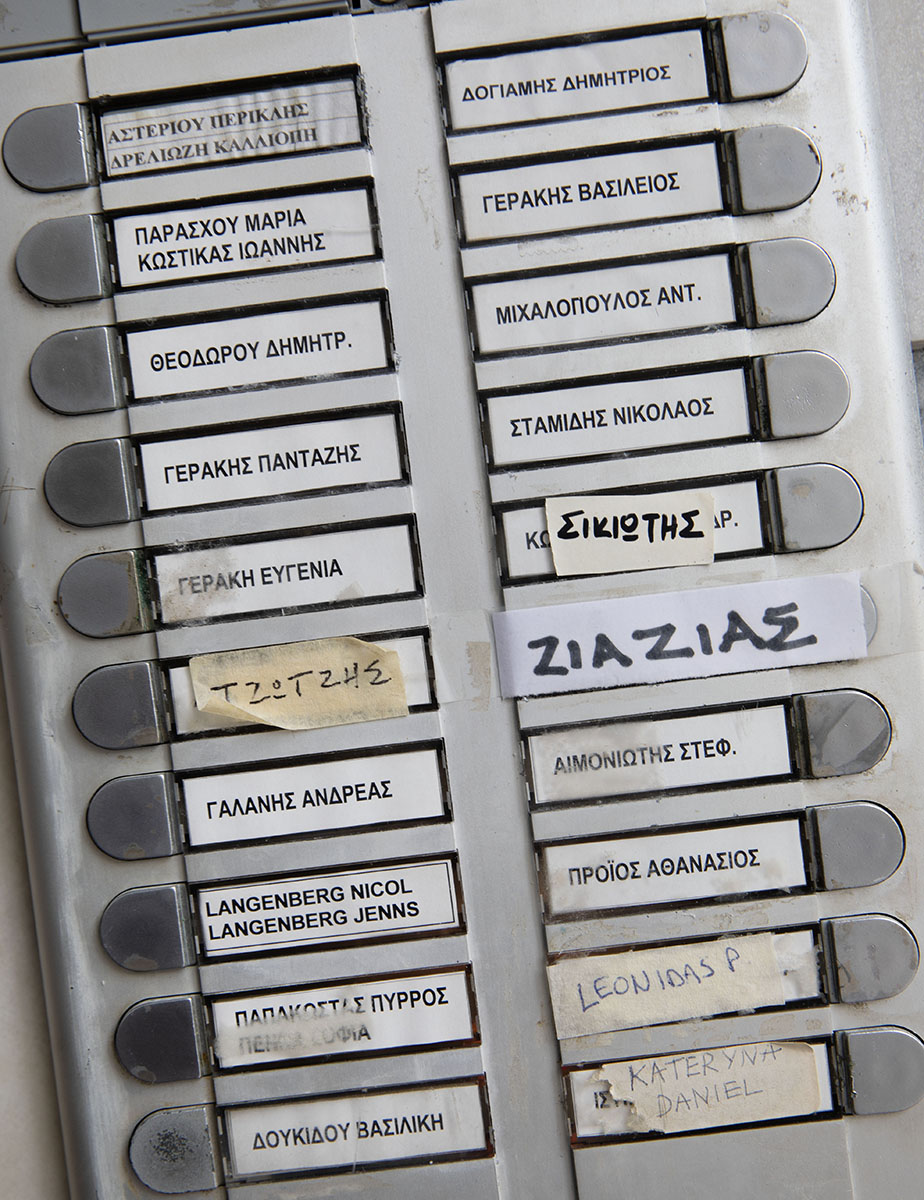 ΑΣΤΕΡΙΟΥ ΠΕΡΙΚΛΗΣ
ΔΡΕΛΙΩΖΗ ΚΑΛΛΙΟΠΗ
ΠΑΡΑΣΧΟΥ ΜΑΡΙΑ
ΚΩΣΤΙΚΑΣ ΙΩΑΝΝΗΣ
ΘΕΟΔΩΡΟΥ ΔΗΜΗΤΡ.
ΓΕΡΑΚΗΣ ΠΑΝΤΑΖΗΣ
ΓΕΡΑΚΗ ΕΥΓΕΝΙΑ
ΤΖΩΤΖΗΣ
ΓΑΛΑΝΗΣ ΑΝΔΡΕΑΣ
LANGENBERG NICOL
LANGENBERG JENNS
ΠΑΠΑΚΟΣΤΑΣ ΠΥΡΡΟΣ
ΣΟΦΙΑ
ΔΟΥΚΙΔΟΥ ΒΑΣΙΛΙΚΗ
ΔΟΓΙΑΜΗΣ ΔΗΜΗΤΡΙΟΣ
ΓΕΡΑΚΗΣ ΒΑΣΙΛΕΙΟΣ
ΜΙΧΑΛΟΠΟΥΛΟΣ ΑΝΤ.
ΣΤΑΜΙΔΗΣ ΝΙΚΟΛΑΟΣ
ΣΙΚΙΩΤΗΣ
ΖΙΑΖΙΑΣ
ΑΙΜΟΝΙΩΤΗΣ ΣΤΕΦ.
ΠΡΟΪΟΣ ΑΘΑΝΑΣΙΟΣ
LEONIDAS P.
KATERYNA
DANIEL